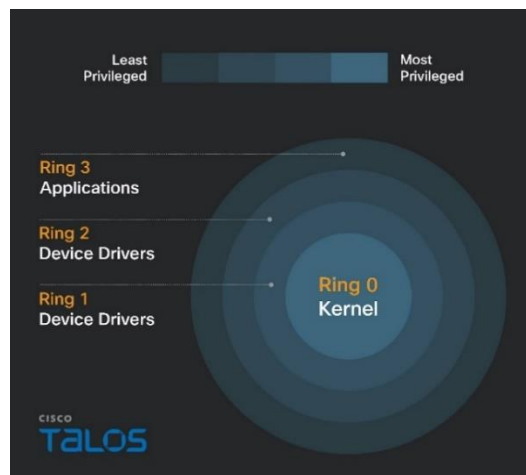 Least
Privileged
Most
Privileged
Ring 3
Applications
Ring 2
Device Drivers
Ring 1
Device Drivers
Ring 0
Kernel
CISCO
TALOS